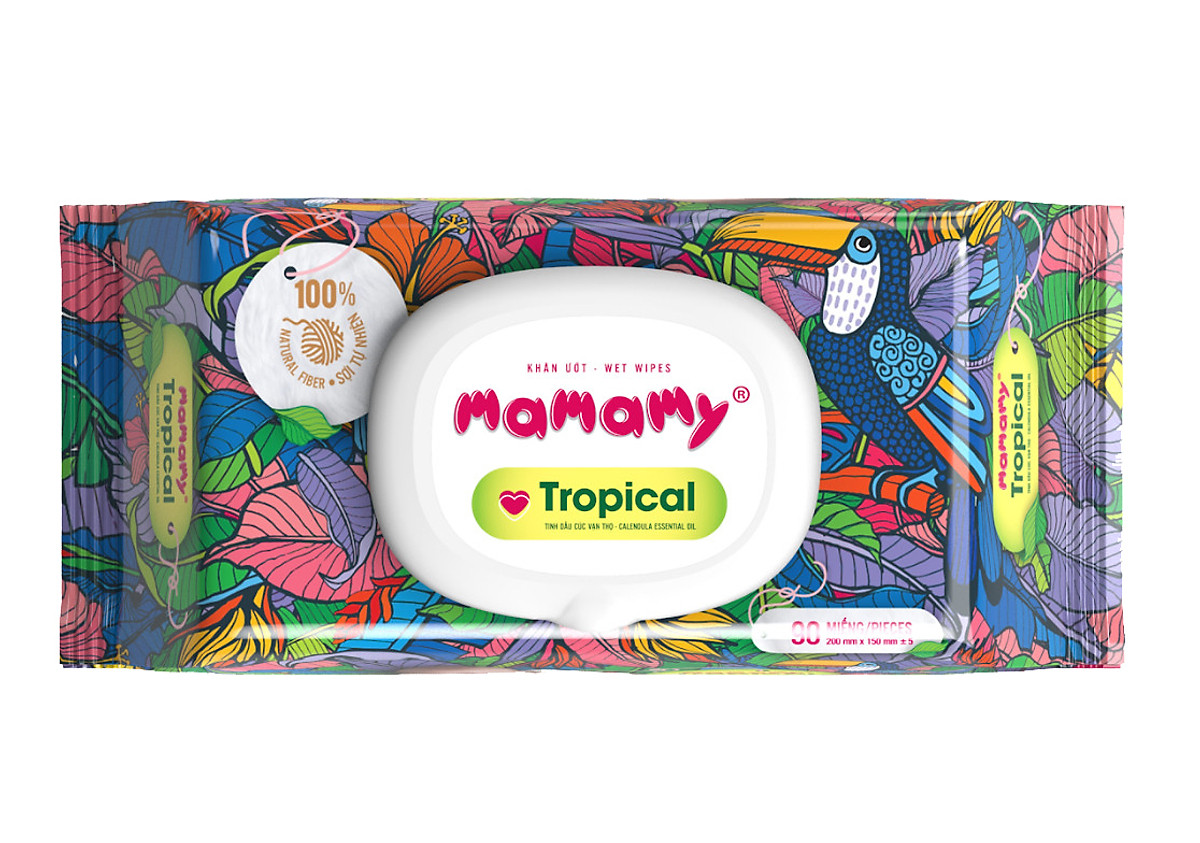 100%
NATURAL FIBER • SỢI TỰ NHIÊN
KHĂN ƯỚT - WET WIPES
MAMAMY®
Tropical
TINH DẦU CÚC VẠN THỌ - CALENDULA ESSENTIAL OIL
MAMAMY®
Tropical
MAMAMY®
Tropical
MIẾNG/PIECES
200 mm x 150 mm ± 5